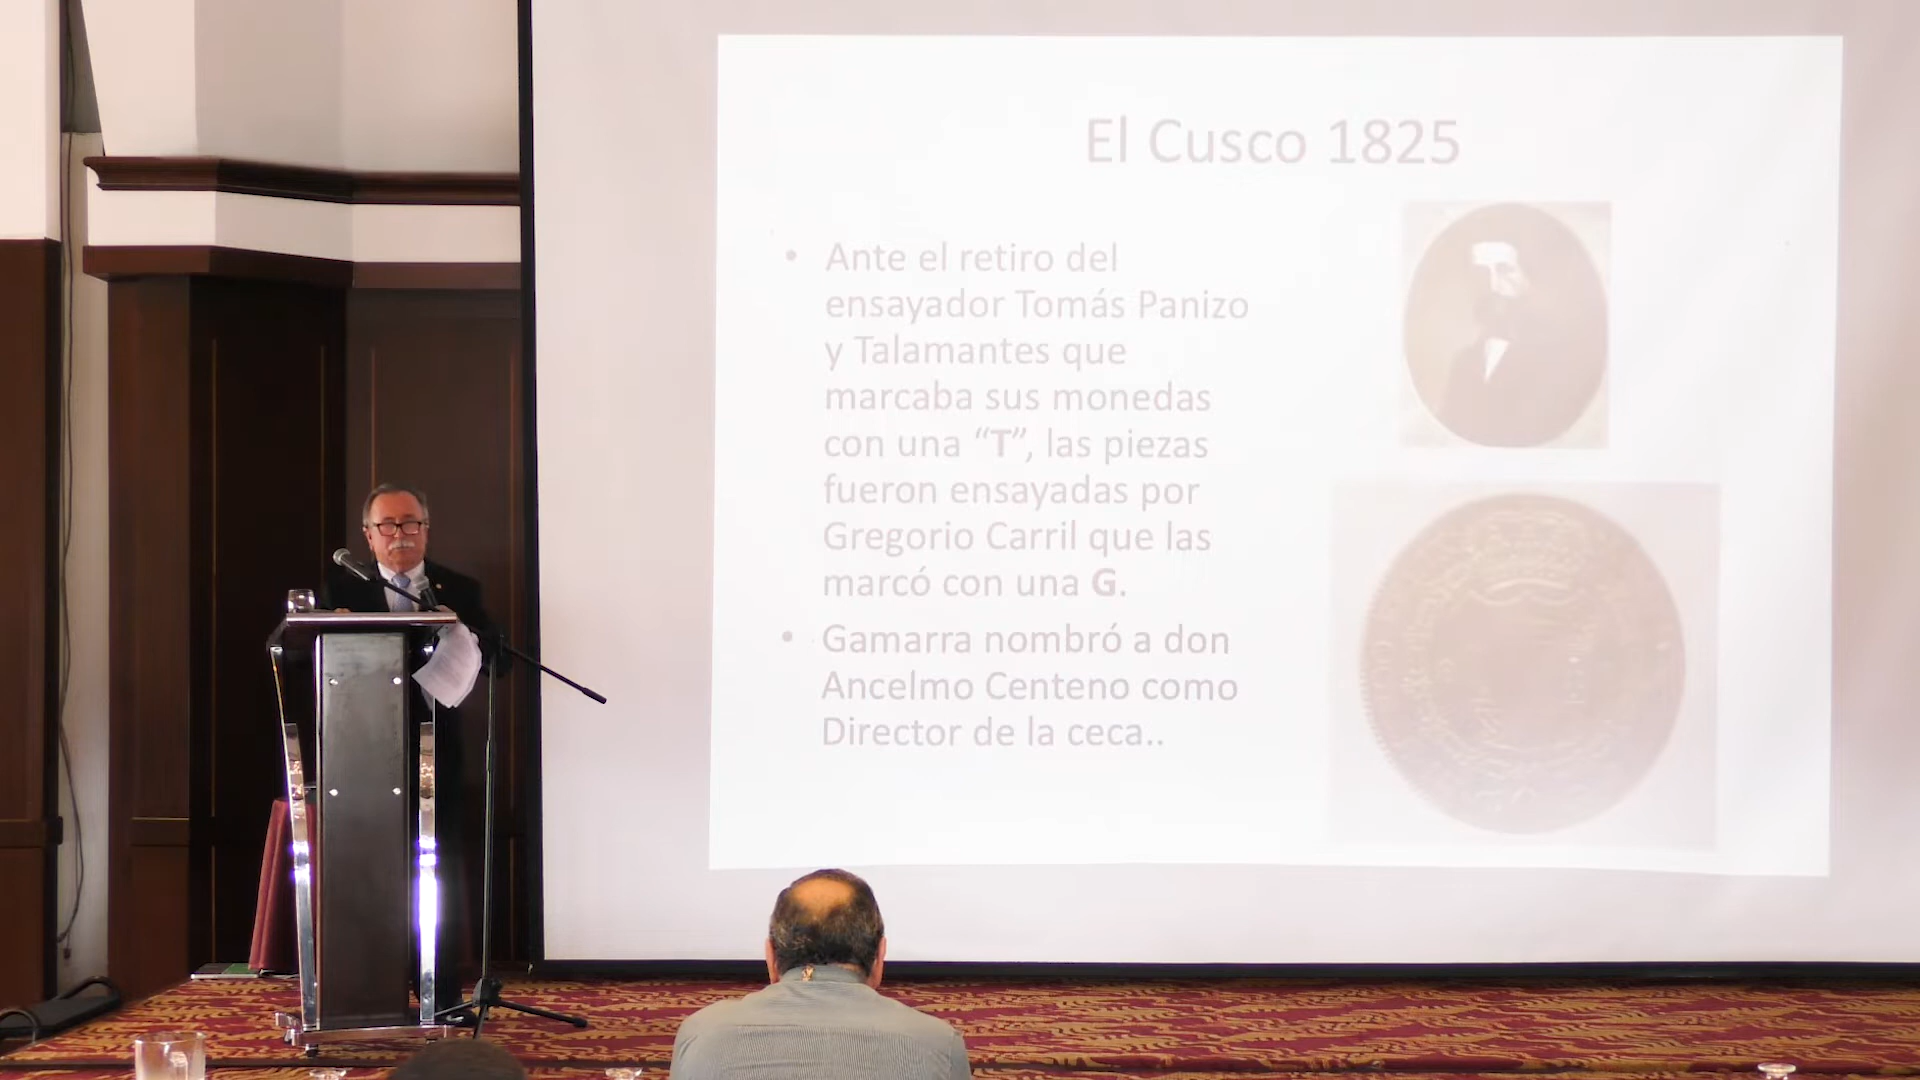 El Cusco 1825
• Ante el retiro del
ensayador Tomás Panizo
y Talamantes que
marcaba sus monedas
con una “T”, las piezas
fueron ensayadas por
Gregorio Carril que las
marcó con una G.
• Gamarra nombró a don
Ancelmo Centeno como
Director de la ceca..